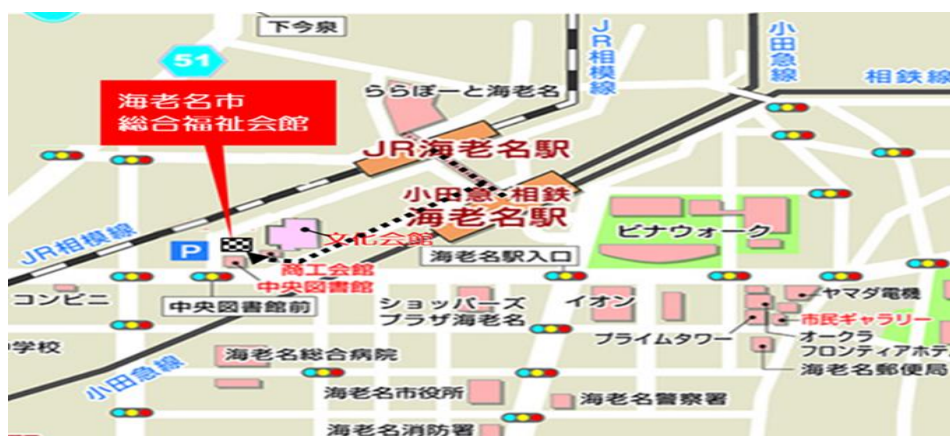 下今泉
51
JR相模線
小田急線
相鉄線
海老名市
総合福祉会館
ららぽーと海老名
JR海老名駅
小田急 相鉄
海老名駅
JR相模線
P
文化会館
ビナウォーク
商工会館
中央図書館
海老名駅入口
コンビニ
中央図書館前
ショッパーズ
プラザ海老名
イオン
ヤマダ電機
市民ギャラリー
プライムタワー
オークラ
フロンティアホテ
学校
海老名総合病院
海老名郵便局
小田急線
海老名市役所
海老名警察署
海老名消防署